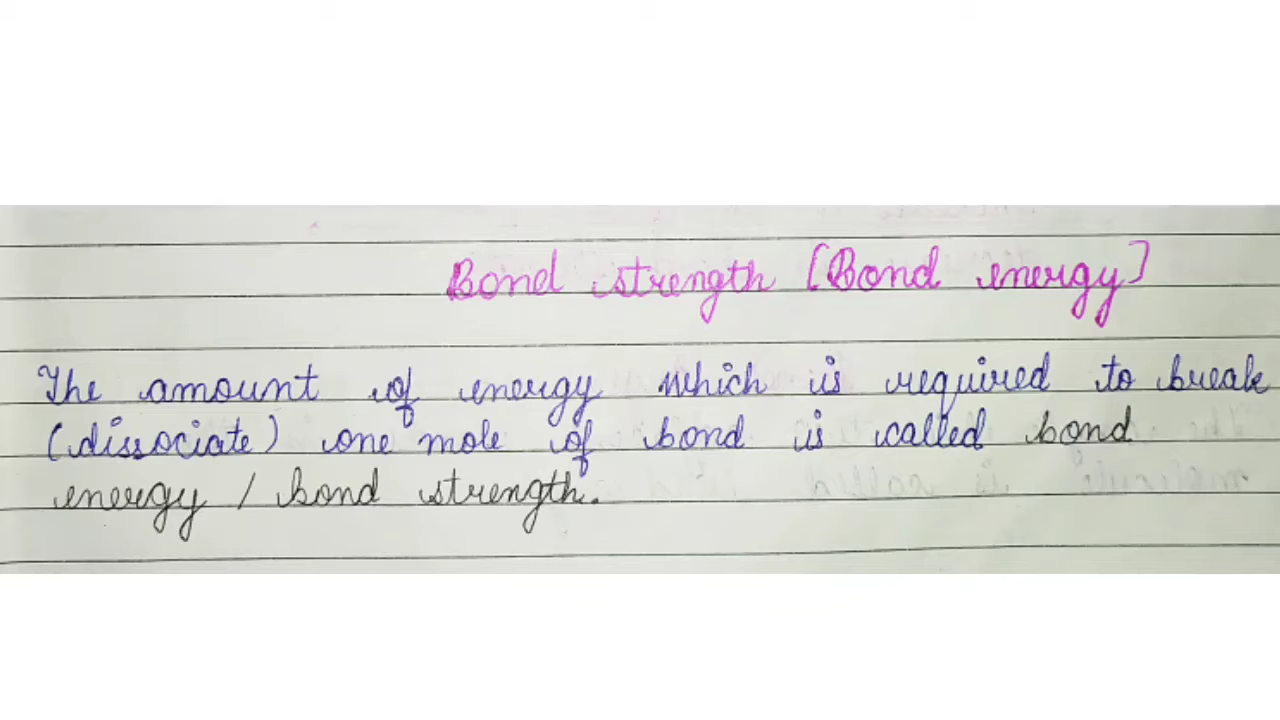 Bond strength [Bond energy]
The amount of energy which is required to break
(dissociate) one mole of bond is called bond
energy / bond strength.